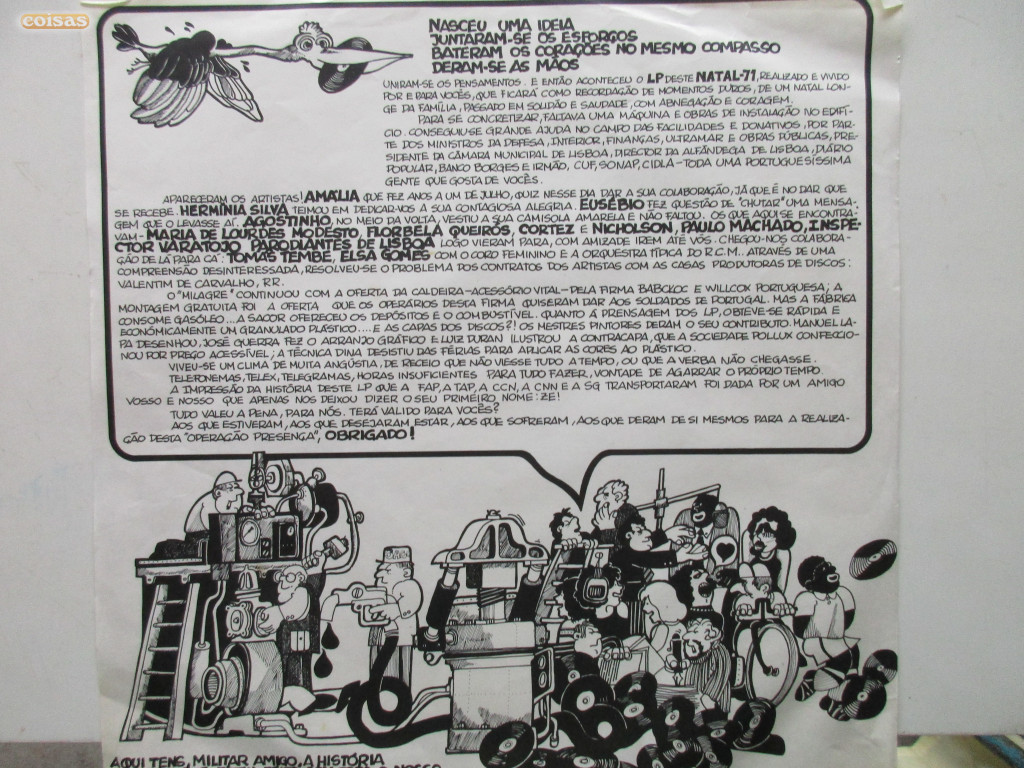 coisas
NASCEU UMA IDEIA
JUNTARAM-SE OS ESFORÇOS
BATERAM OS CORAÇÕES NO MESMO COMPASSO
DERAM-SE AS MÃOS
UNIRAM-SE OS PENSAMENTOS. E ENTÃO ACONTECEU O LP DESTE NATAL-71, REALIZADO E VIVIDO
POR E PARA VOCÊS, QUE FICARÁ COMO RECORDAÇÃO DE MOMENTOS DUROS, DE UM NATAL LON-
GE DA FAMÍLIA, PASSADO EM SOLIDÃO E SAUDADE, COM ABNEGAÇÃO E CORAGEM.
PARA SE CONCRETIZAR, FALTAVA UMA MÁQUINA E OBRAS DE INSTALAÇÃO NO EDIFÍ-
CIO. CONSEGUIU-SE GRANDE AJUDA NO CAMPO DAS FACILIDADES E DONATIVOS, POR PAR-
TE DOS MINISTROS DA DEFESA, INTERIOR, FINANÇAS, ULTRAMAR E OBRAS PÚBLICAS, PRE-
SIDENTE DA CÂMARA MUNICIPAL DE LISBOA, DIRECTOR DA ALFÂNDEGA DE LISBOA, DIÁRIO
POPULAR, BANCO BORGES E IRMÃO, CUF, SONAP, CIDLA - TODA UMA PORTUGUESÍSSIMA
GENTE QUE GOSTA DE VOCÊS.
APARECERAM OS ARTISTAS! AMÁLIA QUE FEZ ANOS A UM DE JULHO, QUIZ NESSE DIA DAR A SUA COLABORAÇÃO, JÁ QUE É NO DAR QUE
SE RECEBE. HERMÍNIA SILVA TEIMOU EM DEDICAR-VOS A SUA CONTAGIOSA ALEGRIA. EUSÉBIO FEZ QUESTÃO DE "CHUTAR" UMA MENSA-
GEM QUE O LEVASSE AÍ. AGOSTINHO, NO MEIO DA VOLTA, VESTIU A SUA CAMISOLA AMARELA E NÃO FALTOU. OS QUE AQUI SE ENCONTRA-
VAM - MARIA DE LOURDES MODESTO, FLORBELA QUEIRÓS, CORTEZ E NICHOLSON, PAULO MACHADO, INSPE-
CTOR VARATOJO, PARODIANTES DE LISBOA LOGO VIERAM PARA, COM AMIZADE IREM ATÉ VÓS. CHEGOU-NOS COLABORA-
ÇÃO DE LÁ PARA CÁ: TOMÁS TEMBE, ELSA GOMES COM O CORO FEMININO E A ORQUESTRA TÍPICA DO R.C.M.. ATRAVÉS DE UMA
COMPREENSÃO DESINTERESSADA, RESOLVEU-SE O PROBLEMA DOS CONTRATOS DOS ARTISTAS COM AS CASAS PRODUTORAS DE DISCOS:
VALENTIM DE CARVALHO, RR.
O "MILAGRE" CONTINUOU COM A OFERTA DA CALDEIRA - ACESSÓRIO VITAL - PELA FIRMA BABCKOC E WILLCOX PORTUGUESA; A
MONTAGEM GRATUITA FOI A OFERTA QUE OS OPERÁRIOS DESTA FIRMA QUISERAM DAR AOS SOLDADOS DE PORTUGAL. MAS A FÁBRICA
CONSOME GASÓLEO... A SACOR OFERECEU OS DEPÓSITOS E O COMBUSTÍVEL. QUANTO À PRENSAGEM DOS LP, OBTEVE-SE RÁPIDA E
ECONÓMICAMENTE UM GRANULADO PLÁSTICO.... E AS CAPAS DOS DISCOS?! OS MESTRES PINTORES DERAM O SEU CONTRIBUTO. MANUEL LA-
PA DESENHOU, JOSÉ GUERRA FEZ O ARRANJO GRÁFICO E LUIZ DURAN ILUSTROU A CONTRACAPA, QUE A SOCIEDADE POLLUX CONFECCIO-
NOU POR PREÇO ACESSÍVEL; A TÉCNICA DINA DESISTIU DAS FÉRIAS PARA APLICAR AS CORES AO PLÁSTICO.
VIVEU-SE UM CLIMA DE MUITA ANGÚSTIA, DE RECEIO QUE NÃO VIESSE TUDO A TEMPO, OU QUE A VERBA NÃO CHEGASSE.
TELEFONEMAS, TELEX, TELEGRAMAS, HORAS INSUFICIENTES PARA TUDO FAZER, VONTADE DE AGARRAR O PRÓPRIO TEMPO.
A IMPRESSÃO DA HISTÓRIA DESTE LP QUE A FAP, A TAP, A CCN, A CNN E A SG TRANSPORTARAM FOI DADA POR UM AMIGO
VOSSO E NOSSO QUE APENAS NOS DEIXOU DIZER O SEU PRIMEIRO NOME: ZÉ!
TUDO VALEU A PENA, PARA NÓS. TERÁ VALIDO PARA VOCÊS?
AOS QUE ESTIVERAM, AOS QUE DESEJARAM ESTAR, AOS QUE SOFRERAM, AOS QUE DERAM DE SI MESMOS PARA A REALIZA-
ÇÃO DESTA "OPERAÇÃO PRESENÇA", OBRIGADO!
AQUI TENS, MILITAR AMIGO, A HISTÓRIA